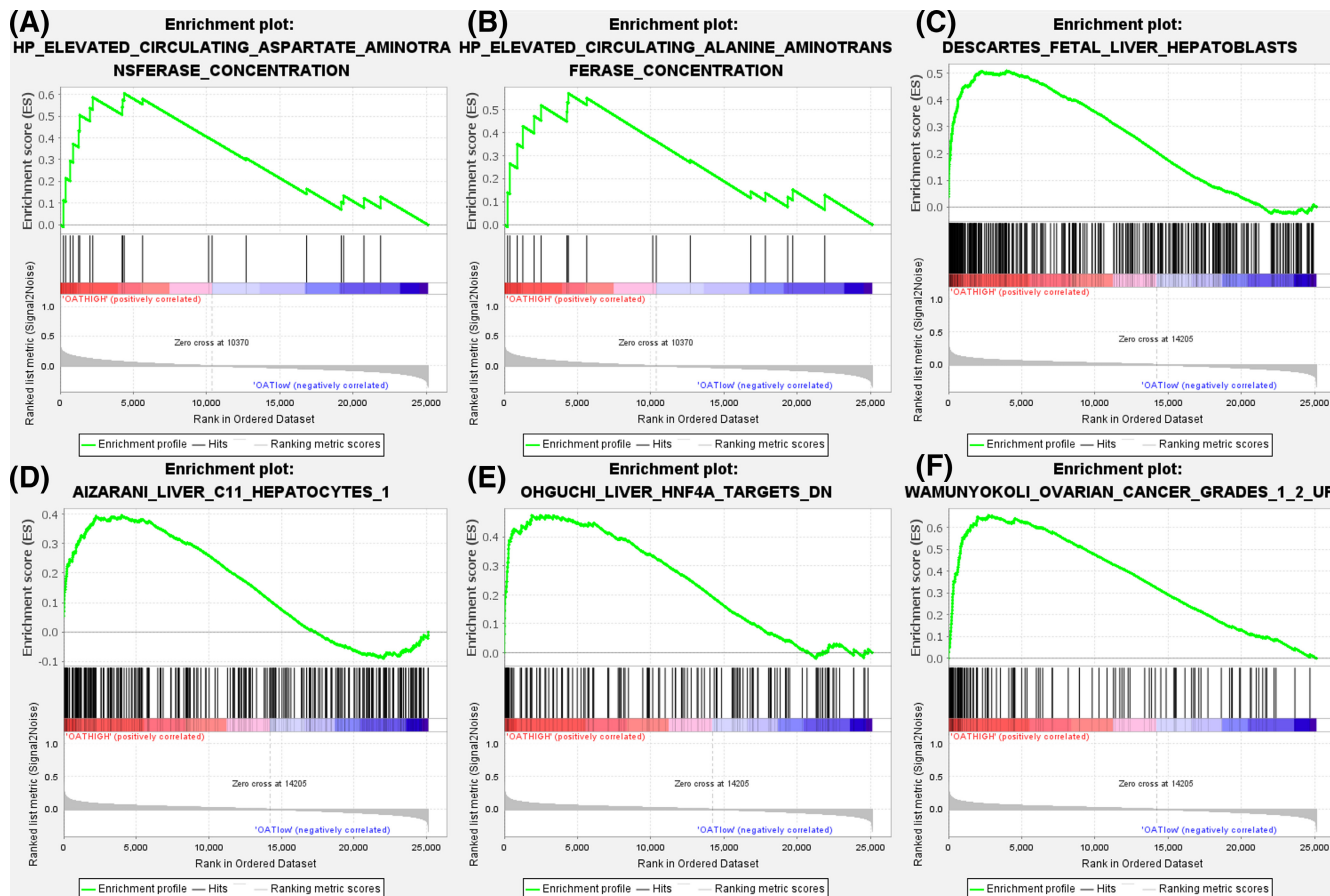 (A)
Enrichment plot:
HP_ELEVATED_CIRCULATING_ASPARTATE_AMINOTRA
NSFERASE_CONCENTRATION
Enrichment score (ES)
0.6
0.5
0.4
0.3
0.2
0.1
0.0
'OATHIGH' (positively correlated)
Ranked list metric (Signal2Noise)
1.0
0.5
0.0
Zero cross at 10370
'OATlow' (negatively correlated)
0
5,000
10,000
15,000
20,000
25,000
Rank in Ordered Dataset
Enrichment profile
Hits
Ranking metric scores
(B)
Enrichment plot:
HP_ELEVATED_CIRCULATING_ALANINE_AMINOTRANS
FERASE_CONCENTRATION
Enrichment score (ES)
0.5
0.4
0.3
0.2
0.1
0.0
'OATHIGH' (positively correlated)
Ranked list metric (Signal2Noise)
1.0
0.5
0.0
Zero cross at 10370
'OATlow' (negatively correlated)
0
5,000
10,000
15,000
20,000
25,000
Rank in Ordered Dataset
Enrichment profile
Hits
Ranking metric scores
(C)
Enrichment plot:
DESCARTES_FETAL_LIVER_HEPATOBLASTS
Enrichment score (ES)
0.5
0.4
0.3
0.2
0.1
0.0
'OATHIGH' (positively correlated)
Ranked list metric (Signal2Noise)
1.0
0.5
0.0
Zero cross at 14205
'OATlow' (negatively correlated)
0
5,000
10,000
15,000
20,000
25,000
Rank in Ordered Dataset
Enrichment profile
Hits
Ranking metric scores
(D)
Enrichment plot:
AIZARANI_LIVER_C11_HEPATOCYTES_1
Enrichment score (ES)
0.4
0.3
0.2
0.1
0.0
-0.1
'OATHIGH' (positively correlated)
Ranked list metric (Signal2Noise)
1.0
0.5
0.0
Zero cross at 14205
'OATlow' (negatively correlated)
0
5,000
10,000
15,000
20,000
25,000
Rank in Ordered Dataset
Enrichment profile
Hits
Ranking metric scores
(E)
Enrichment plot:
OHGUCHI_LIVER_HNF4A_TARGETS_DN
Enrichment score (ES)
0.4
0.3
0.2
0.1
0.0
'OATHIGH' (positively correlated)
Ranked list metric (Signal2Noise)
1.0
0.5
0.0
Zero cross at 14205
'OATlow' (negatively correlated)
0
5,000
10,000
15,000
20,000
25,000
Rank in Ordered Dataset
Enrichment profile
Hits
Ranking metric scores
(F)
Enrichment plot:
WAMUNYOKOLI_OVARIAN_CANCER_GRADES_1_2_UP
Enrichment score (ES)
0.6
0.5
0.4
0.3
0.2
0.1
0.0
'OATHIGH' (positively correlated)
Ranked list metric (Signal2Noise)
1.0
0.5
0.0
Zero cross at 14205
'OATlow' (negatively correlated)
0
5,000
10,000
15,000
20,000
25,000
Rank in Ordered Dataset
Enrichment profile
Hits
Ranking metric scores